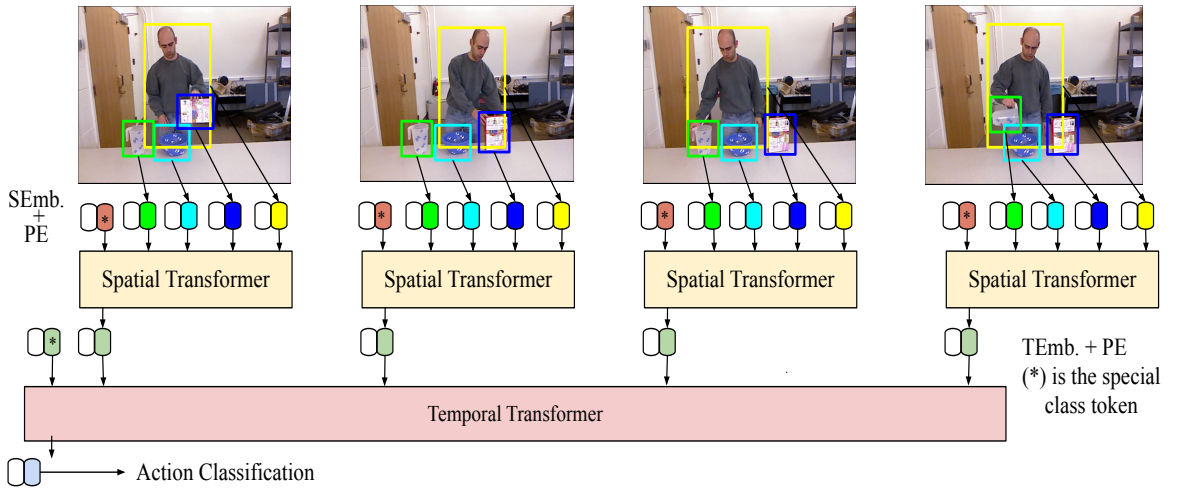 SEmb.
+
PE
* * * *
Spatial Transformer Spatial Transformer Spatial Transformer Spatial Transformer
*
TEmb. + PE
(*) is the special
class token
Temporal Transformer
Action Classification